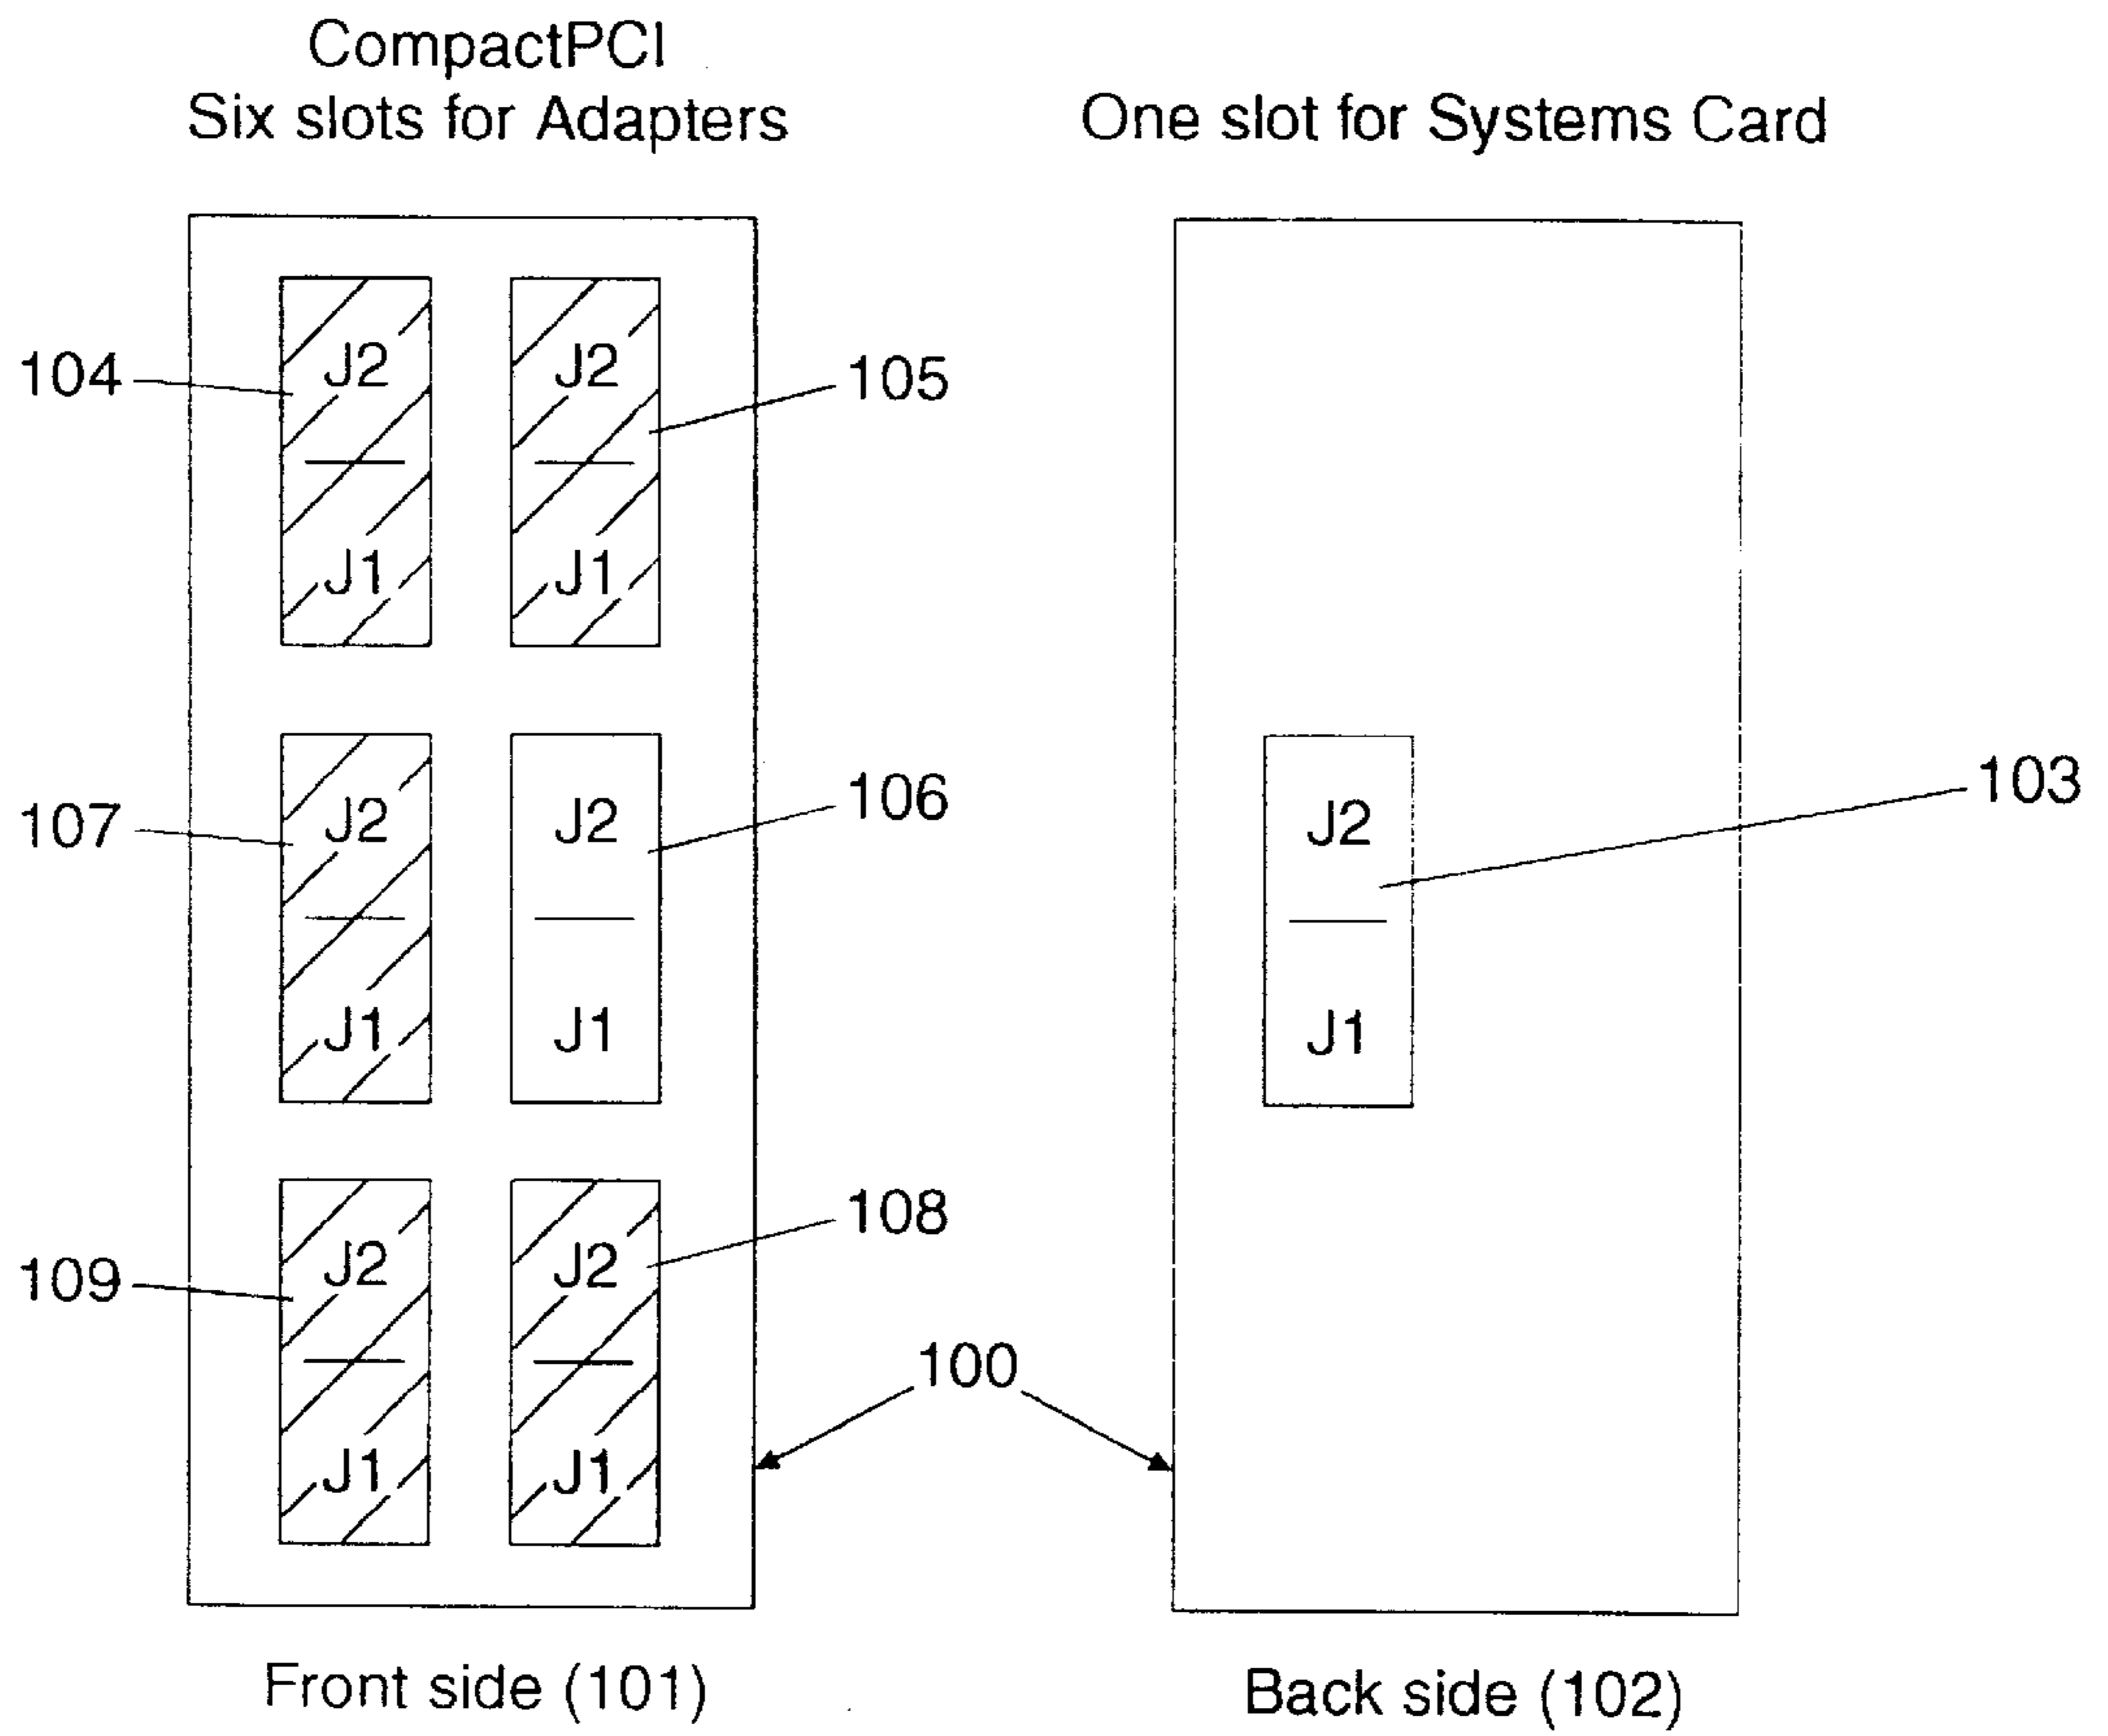 CompactPCI
Six slots for Adapters
One slot for Systems Card
J2
J2
104
105
J1
J1
J2
J2
J2
107
106
103
J1
J1
J1
J2
J2
109
108
100
J1
J1
Front side (101)
Back side (102)